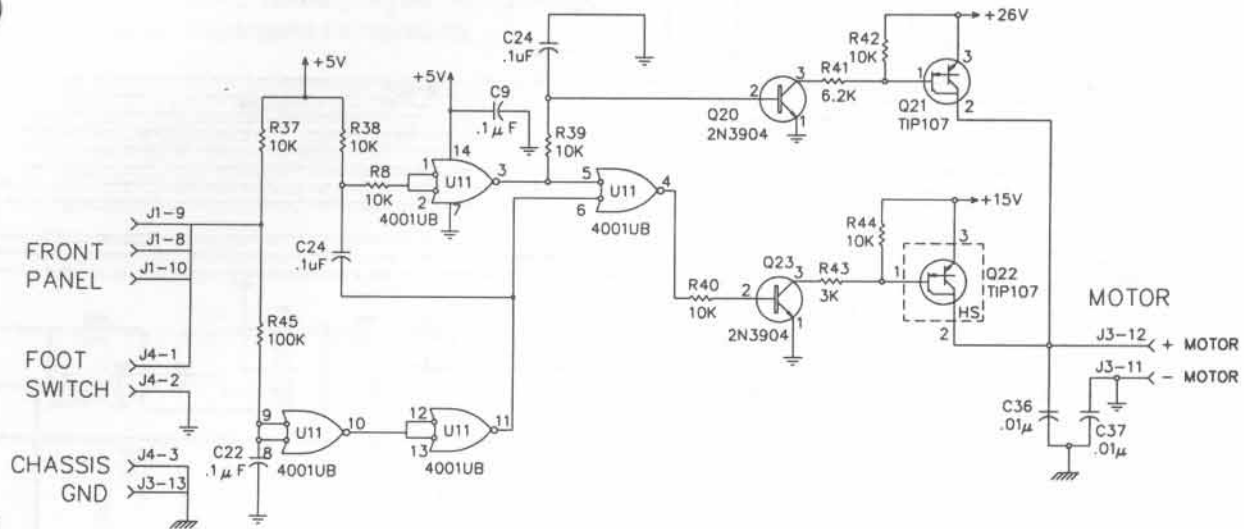 +26V
C24
.1uF
R42
10K
+5V
+5V
C9
.1μF
R41
6.2K
1
3
2
Q21
TIP107
2
3
1
Q20
2N3904
R37
10K
R38
10K
R39
10K
14
1
2
U11
3
7
4001UB
R8
10K
5
6
U11
4
4001UB
J1-9
J1-8
J1-10
FRONT
PANEL
C24
.1uF
+15V
R44
10K
3
1
Q22
TIP107
HS
2
Q23
R43
3K
R40
10K
2
3
1
2N3904
MOTOR
J3-12
+ MOTOR
J3-11
- MOTOR
R45
100K
FOOT
SWITCH
J4-1
J4-2
C36
.01μ
C37
.01μ
9
8
U11
10
4001UB
12
13
U11
11
4001UB
C22
.1μF
CHASSIS
GND
J4-3
J3-13